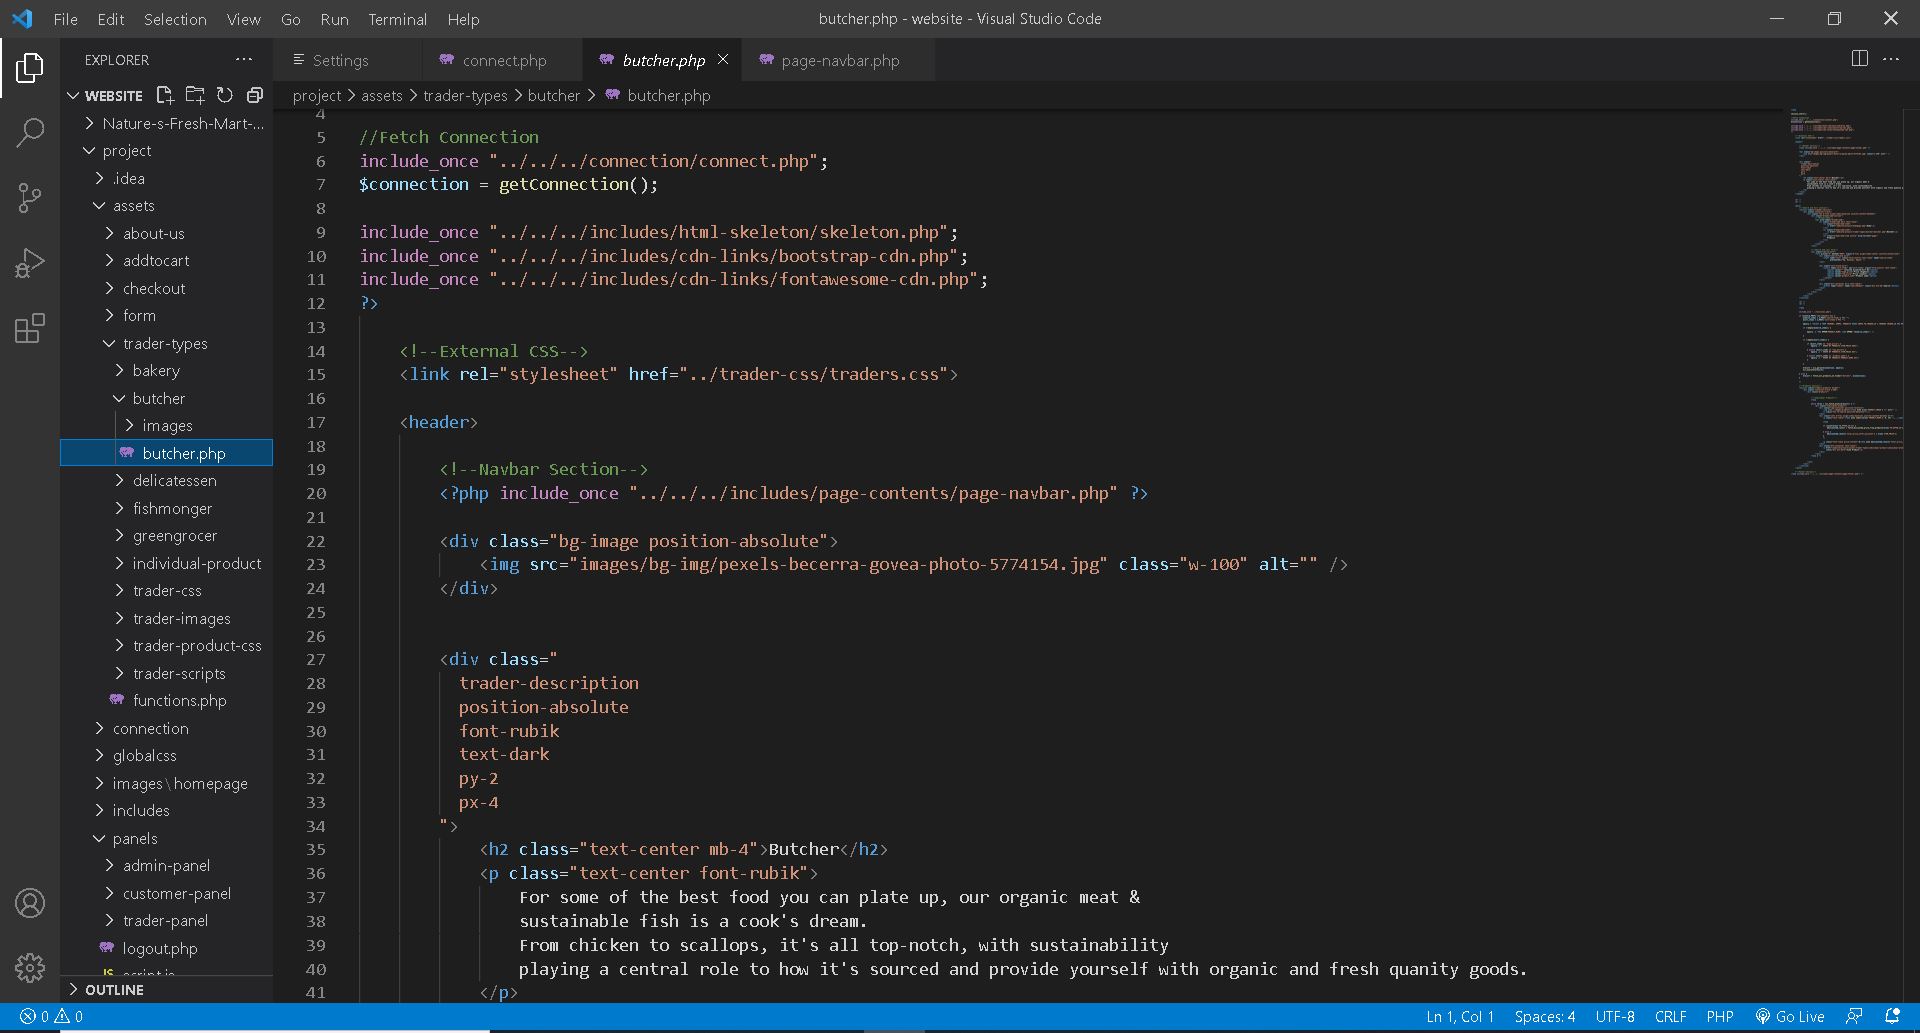 File Edit Selection View Go Run Terminal Help
butcher.php - website - Visual Studio Code
EXPLORER
WEBSITE
Nature-s-Fresh-Mart-...
project
.idea
assets
about-us
addtocart
checkout
form
trader-types
bakery
butcher
images
butcher.php
delicatessen
fishmonger
greengrocer
individual-product
trader-css
trader-images
trader-product-css
trader-scripts
functions.php
connection
globalcss
images\homepage
includes
panels
admin-panel
customer-panel
trader-panel
logout.php
OUTLINE
Settings
connect.php
butcher.php
page-navbar.php
project > assets > trader-types > butcher > butcher.php
4
5 //Fetch Connection
6 include_once "../../../connection/connect.php";
7 $connection = getConnection();
8
9 include_once "../../../includes/html-skeleton/skeleton.php";
10 include_once "../../../includes/cdn-links/bootstrap-cdn.php";
11 include_once "../../../includes/cdn-links/fontawesome-cdn.php";
12 ?>
13
14 <!--External CSS-->
15 <link rel="stylesheet" href="../trader-css/traders.css">
16
17 <header>
18
19 <!--Navbar Section-->
20 <?php include_once "../../../includes/page-contents/page-navbar.php" ?>
21
22 <div class="bg-image position-absolute">
23 <img src="images/bg-img/pexels-becerra-govea-photo-5774154.jpg" class="w-100" alt="" />
24 </div>
25
26
27 <div class="
28 trader-description
29 position-absolute
30 font-rubik
31 text-dark
32 py-2
33 px-4
34 ">
35 <h2 class="text-center mb-4">Butcher</h2>
36 <p class="text-center font-rubik">
37 For some of the best food you can plate up, our organic meat &
38 sustainable fish is a cook's dream.
39 From chicken to scallops, it's all top-notch, with sustainability
40 playing a central role to how it's sourced and provide yourself with organic and fresh quanity goods.
41 </p>
0 0
Ln 1, Col 1 Spaces: 4 UTF-8 CRLF PHP Go Live